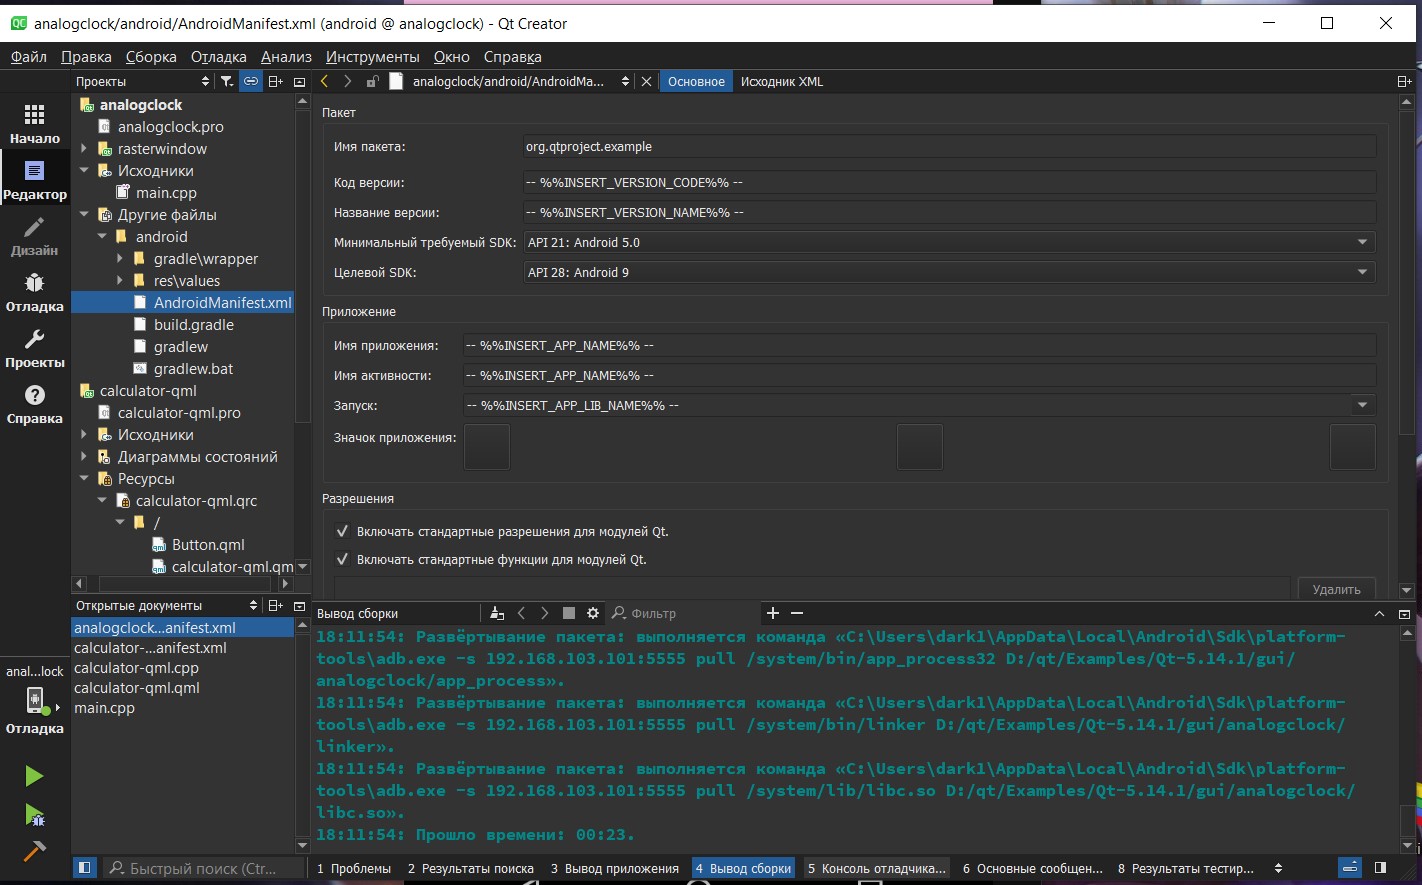 analogclock/android/AndroidManifest.xml (android @ analogclock) - Qt Creator
Файл Правка Сборка Отладка Анализ Инструменты Окно Справка
Проекты
analogclock/android/AndroidMa...
Основное
Исходник XML
Начало
Редактор
Дизайн
Отладка
Проекты
Справка
analogclock
analogclock.pro
rasterwindow
Исходники
main.cpp
Другие файлы
android
gradle\wrapper
res\values
AndroidManifest.xml
build.gradle
gradlew
gradlew.bat
calculator-qml
calculator-qml.pro
Исходники
Диаграммы состояний
Ресурсы
calculator-qml.qrc
/
Button.qml
calculator-qml.qm
Пакет
Имя пакета: org.qtproject.example
Код версии: -- %%INSERT_VERSION_CODE%% --
Название версии: -- %%INSERT_VERSION_NAME%% --
Минимальный требуемый SDK: API 21: Android 5.0
Целевой SDK: API 28: Android 9
Приложение
Имя приложения: -- %%INSERT_APP_NAME%% --
Имя активности: -- %%INSERT_APP_NAME%% --
Запуск: -- %%INSERT_APP_LIB_NAME%% --
Значок приложения:
Разрешения
Включать стандартные разрешения для модулей Qt.
Включать стандартные функции для модулей Qt.
Удалить
Открытые документы
analogclock...anifest.xml
calculator-...anifest.xml
calculator-qml.cpp
calculator-qml.qml
main.cpp
anal...lock
Отладка
Вывод сборки
Фильтр
18:11:54: Развёртывание пакета: выполняется команда «C:\Users\dark1\AppData\Local\Android\Sdk\platform-
tools\adb.exe -s 192.168.103.101:5555 pull /system/bin/app_process32 D:/qt/Examples/Qt-5.14.1/gui/
analogclock/app_process».
18:11:54: Развёртывание пакета: выполняется команда «C:\Users\dark1\AppData\Local\Android\Sdk\platform-
tools\adb.exe -s 192.168.103.101:5555 pull /system/bin/linker D:/qt/Examples/Qt-5.14.1/gui/analogclock/
linker».
18:11:54: Развёртывание пакета: выполняется команда «C:\Users\dark1\AppData\Local\Android\Sdk\platform-
tools\adb.exe -s 192.168.103.101:5555 pull /system/lib/libc.so D:/qt/Examples/Qt-5.14.1/gui/analogclock/
libc.so».
18:11:54: Прошло времени: 00:23.
Быстрый поиск (Ctr...
1 Проблемы
2 Результаты поиска
3 Вывод приложения
4 Вывод сборки
5 Консоль отладчика...
6 Основные сообщен...
8 Результаты тестир...